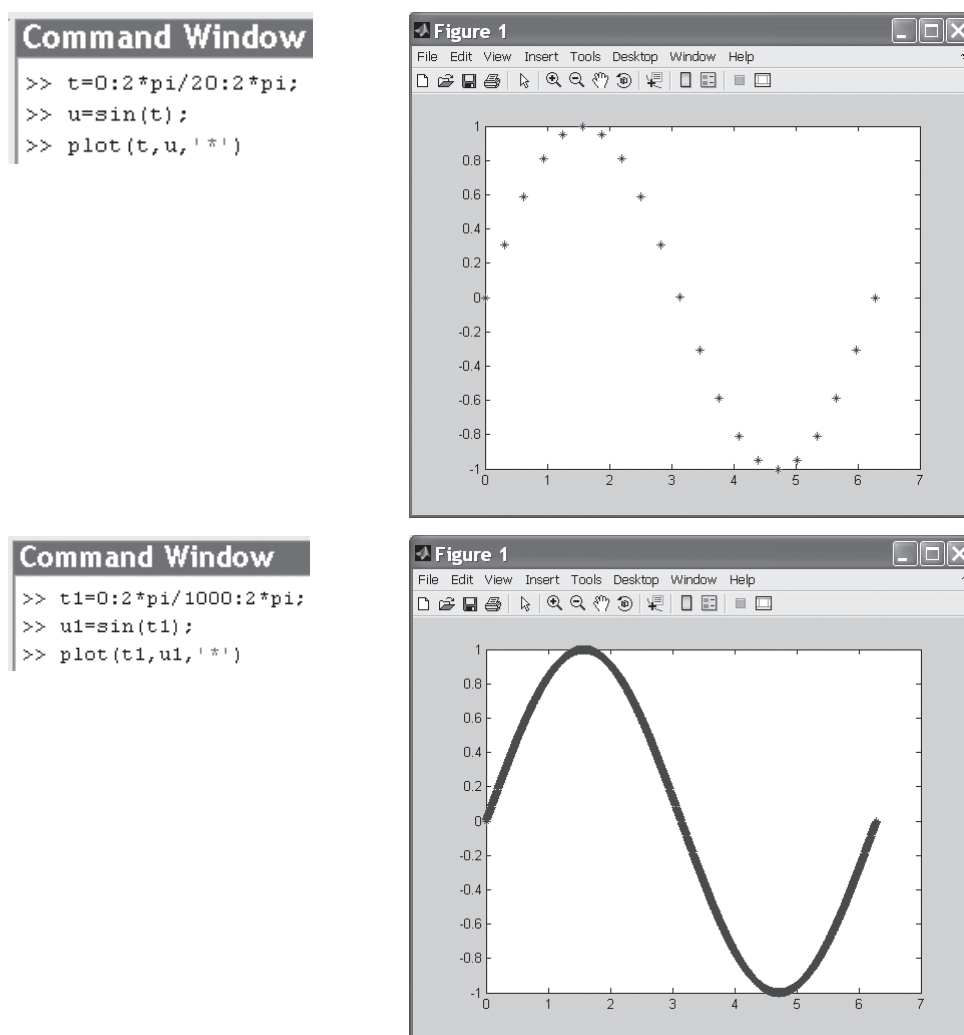 Command Window
>> t=0:2*pi/20:2*pi;
>> u=sin(t);
>> plot(t,u,'*')
Figure 1
File Edit View Insert Tools Desktop Window Help
1
0.8
0.6
0.4
0.2
0
-0.2
-0.4
-0.6
-0.8
-1
0 1 2 3 4 5 6 7
Command Window
>> t1=0:2*pi/1000:2*pi;
>> u1=sin(t1);
>> plot(t1,u1,'*')
Figure 1
File Edit View Insert Tools Desktop Window Help
1
0.8
0.6
0.4
0.2
0
-0.2
-0.4
-0.6
-0.8
-1
0 1 2 3 4 5 6 7